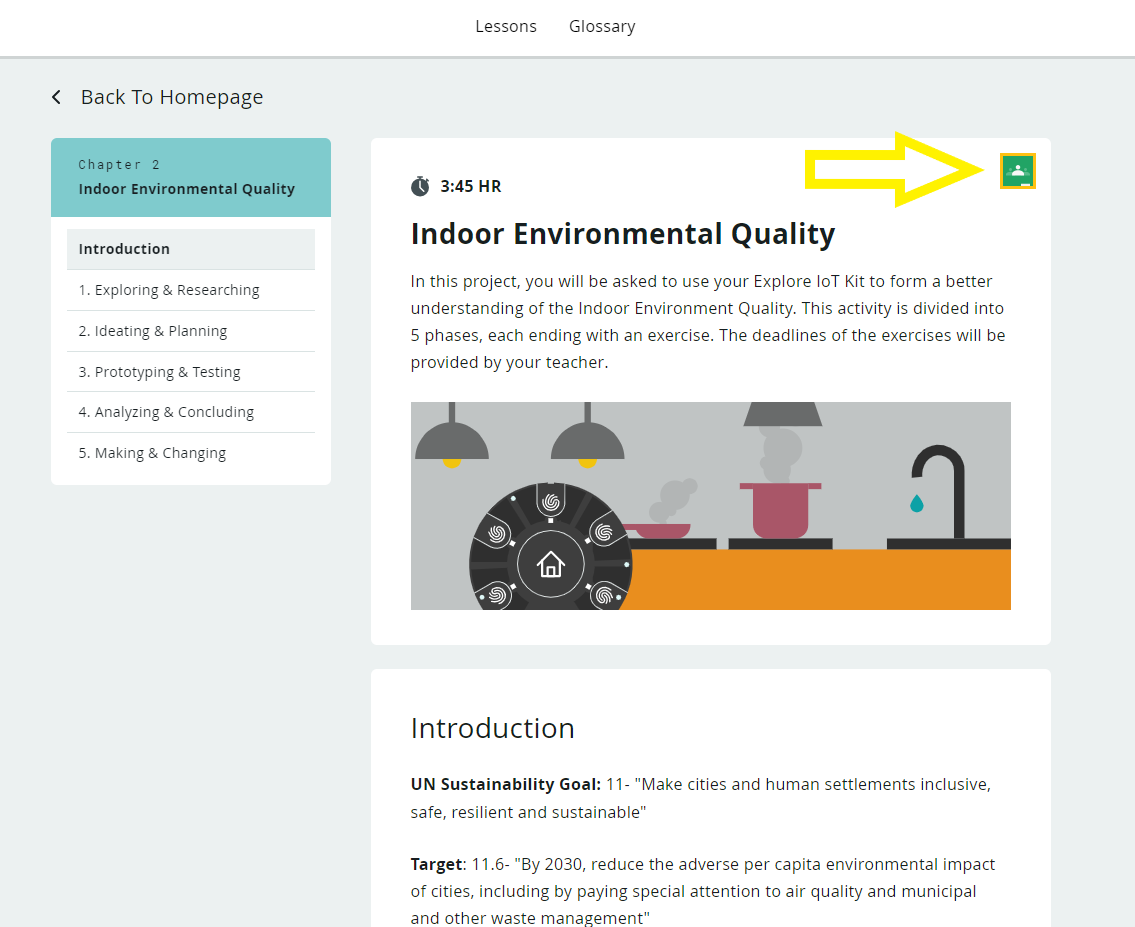 Lessons Glossary
Back To Homepage
Chapter 2
Indoor Environmental Quality
Introduction
1. Exploring & Researching
2. Ideating & Planning
3. Prototyping & Testing
4. Analyzing & Concluding
5. Making & Changing
3:45 HR
Indoor Environmental Quality
In this project, you will be asked to use your Explore IoT Kit to form a better
understanding of the Indoor Environment Quality. This activity is divided into
5 phases, each ending with an exercise. The deadlines of the exercises will be
provided by your teacher.
Introduction
UN Sustainability Goal: 11- "Make cities and human settlements inclusive,
safe, resilient and sustainable"
Target: 11.6- "By 2030, reduce the adverse per capita environmental impact
of cities, including by paying special attention to air quality and municipal
and other waste management"